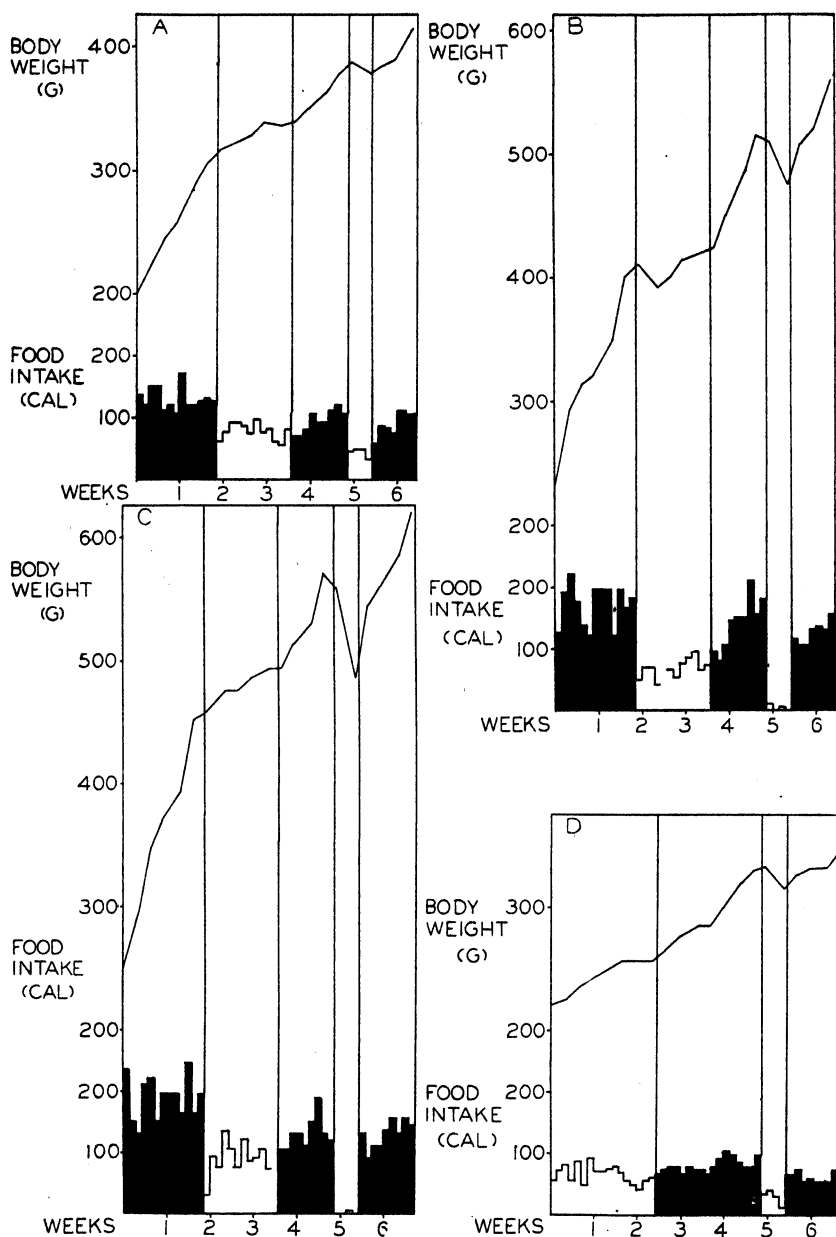 A
BODY
WEIGHT
(G)
400
300
200
FOOD
INTAKE
(CAL)
200
100
WEEKS 1 2 3 4 5 6
B
BODY
WEIGHT
(G)
600
500
400
300
200
FOOD
INTAKE
(CAL)
200
100
WEEKS 1 2 3 4 5 6
C
BODY
WEIGHT
(G)
600
500
400
300
200
FOOD
INTAKE
(CAL)
200
100
WEEKS 1 2 3 4 5 6
D
BODY
WEIGHT
(G)
300
200
FOOD
INTAKE
(CAL)
200
100
WEEKS 1 2 3 4 5 6